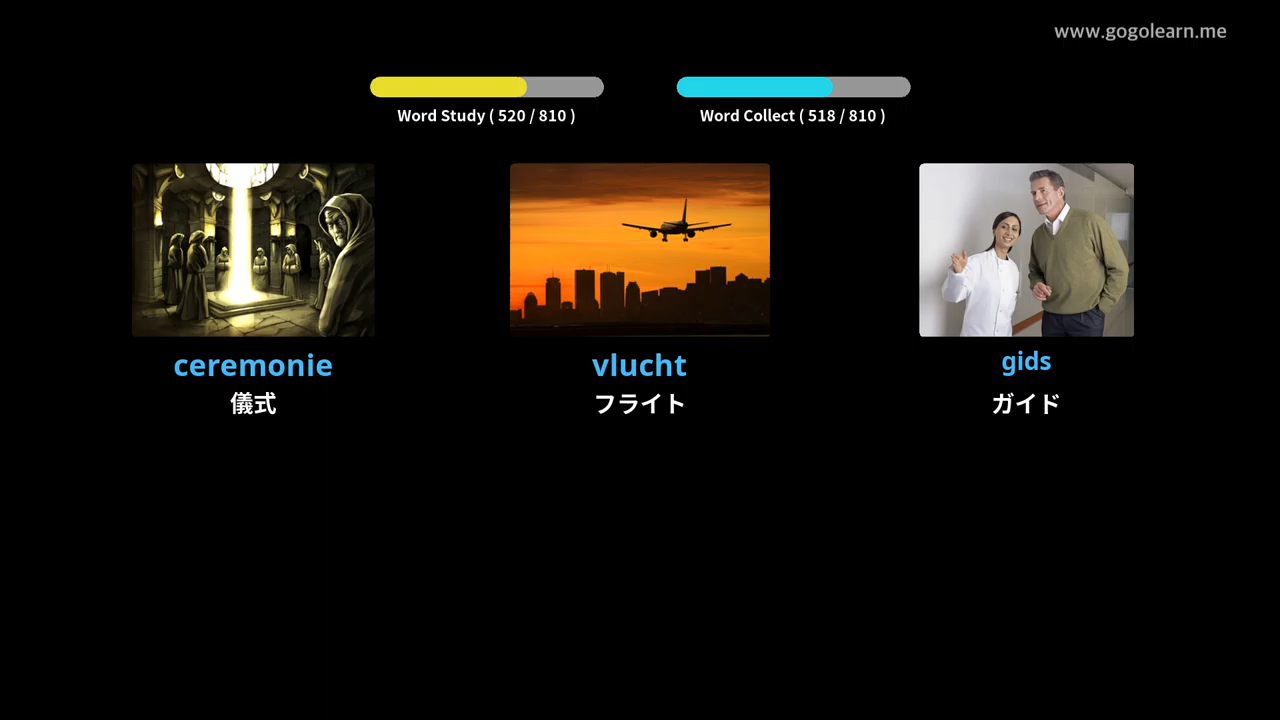 www.gogolearn.me
Word Study ( 520 / 810 )
Word Collect ( 518 / 810 )
ceremonie
儀式
vlucht
フライト
gids
ガイド